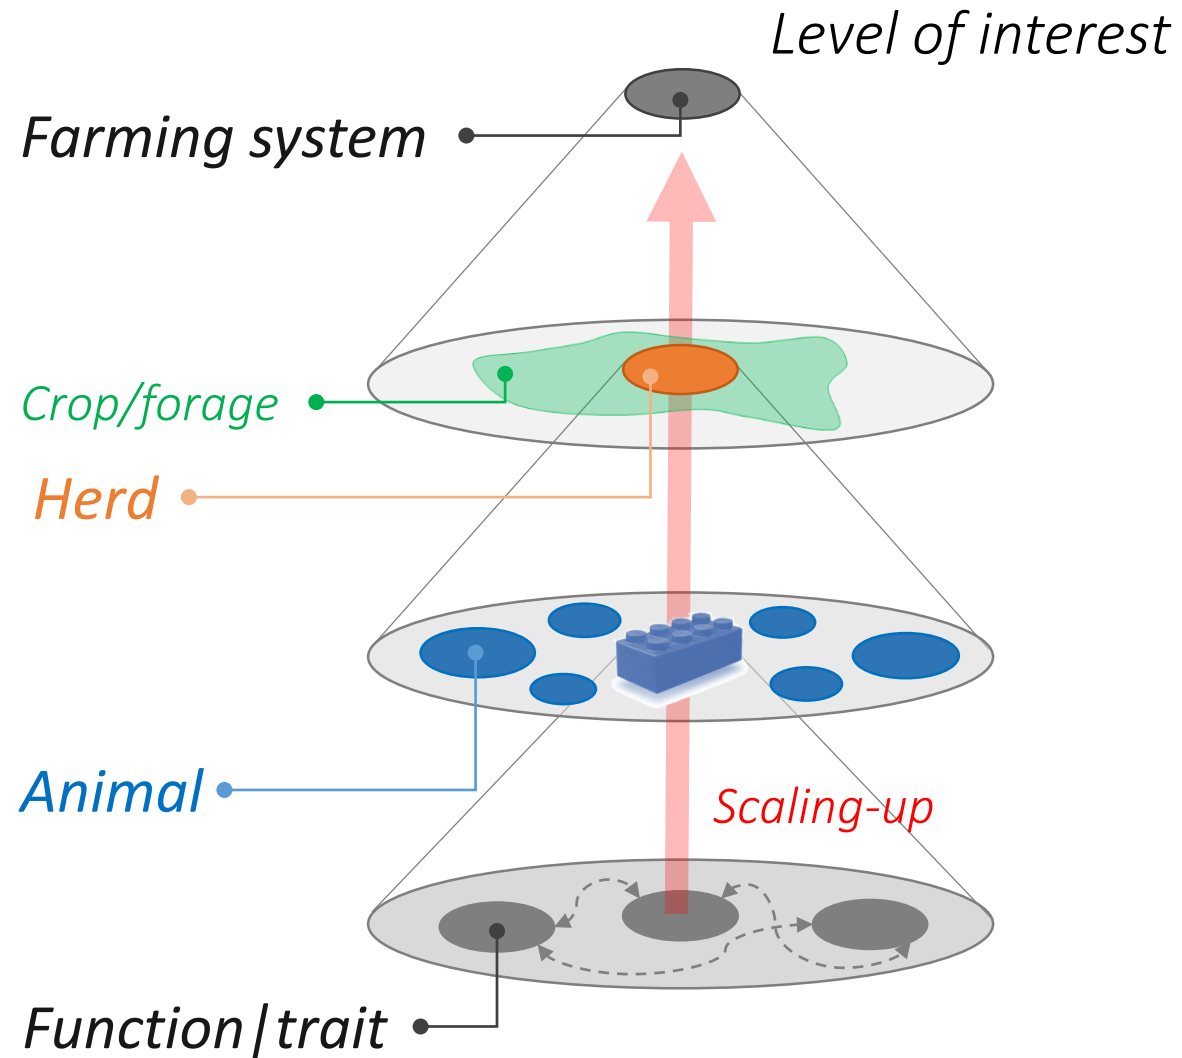 Level of interest
Farming system
Crop/forage
Herd
Animal
Scaling-up
Function|trait